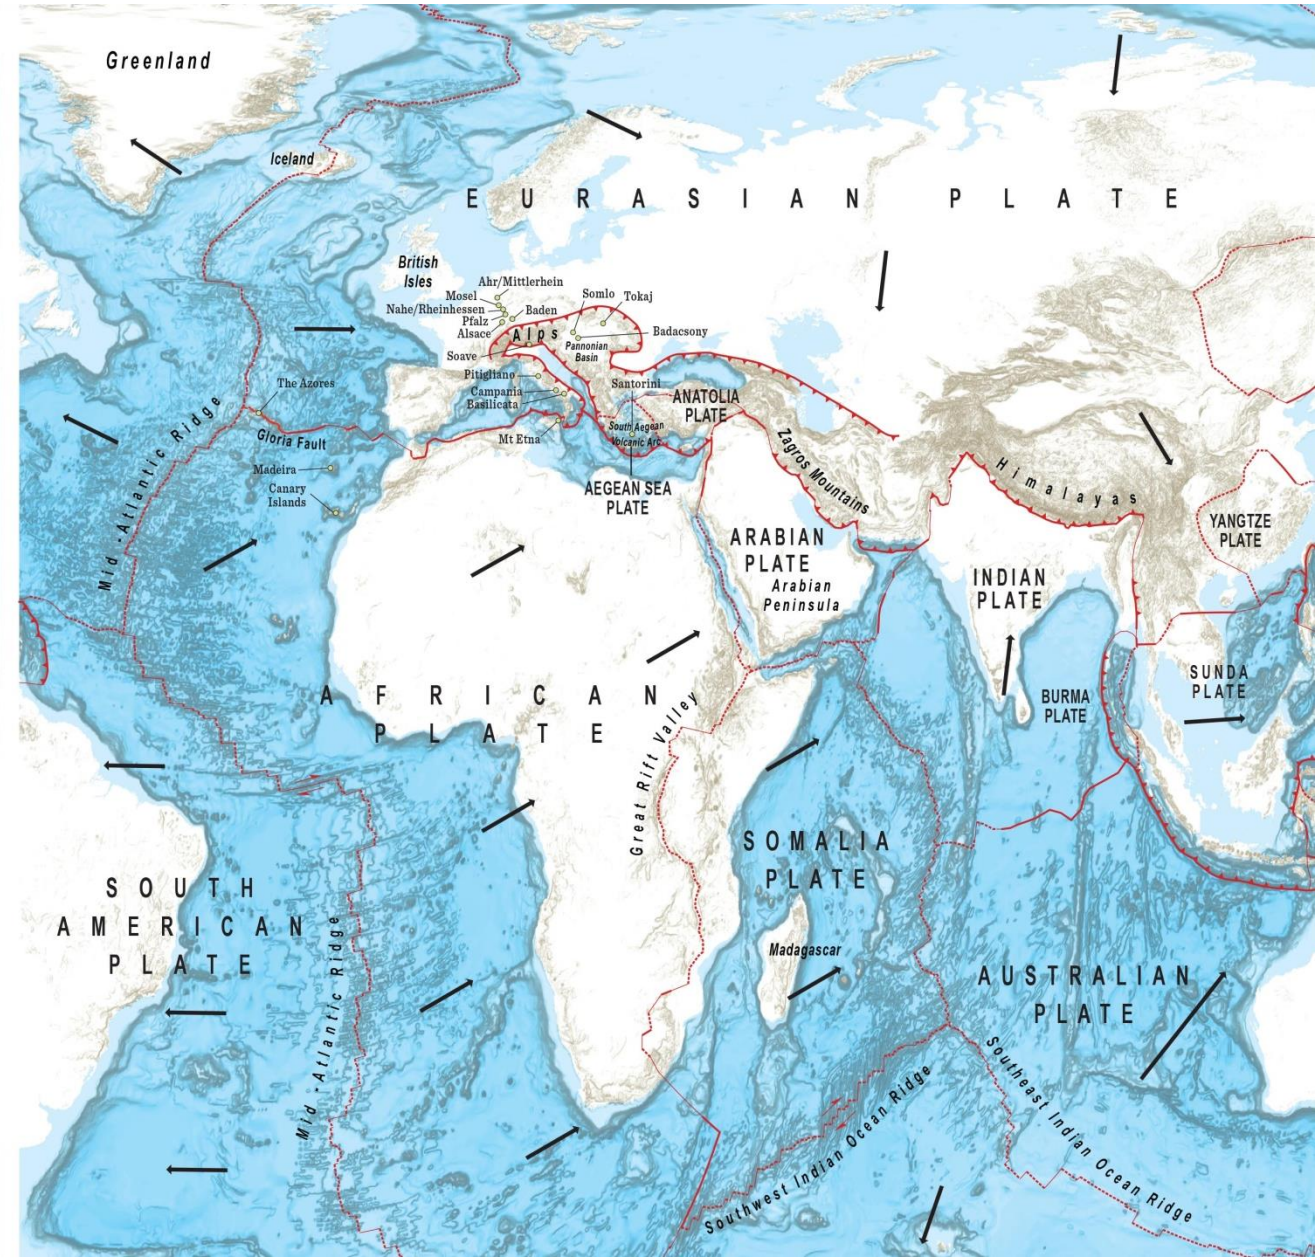 Greenland
Iceland
EURASIAN PLATE
British
Isles
Ahr/Mittlerhein
Mosel
Nahe/Rheinhessen
Pfalz
Alsace
Baden
Somlo
Tokaj
Badacsony
Alps
Pannonian
Basin
Soave
Pitigliano
Campania
Basilicata
Mt Etna
Santorini
ANATOLIA
PLATE
South Aegean
Volcanic Arc
AEGEAN SEA
PLATE
The Azores
Gloria Fault
Madeira
Canary
Islands
Mid -Atlantic Ridge
Zagros Mountains
Himalayas
YANGTZE
PLATE
ARABIAN
PLATE
Arabian
Peninsula
INDIAN
PLATE
AFRICAN
PLATE
BURMA
PLATE
SUNDA
PLATE
Great Rift Valley
SOMALIA
PLATE
Madagascar
SOUTH
AMERICAN
PLATE
Mid -Atlantic Ridge
AUSTRALIAN
PLATE
Southwest Indian Ocean Ridge
Southeast Indian Ocean Ridge